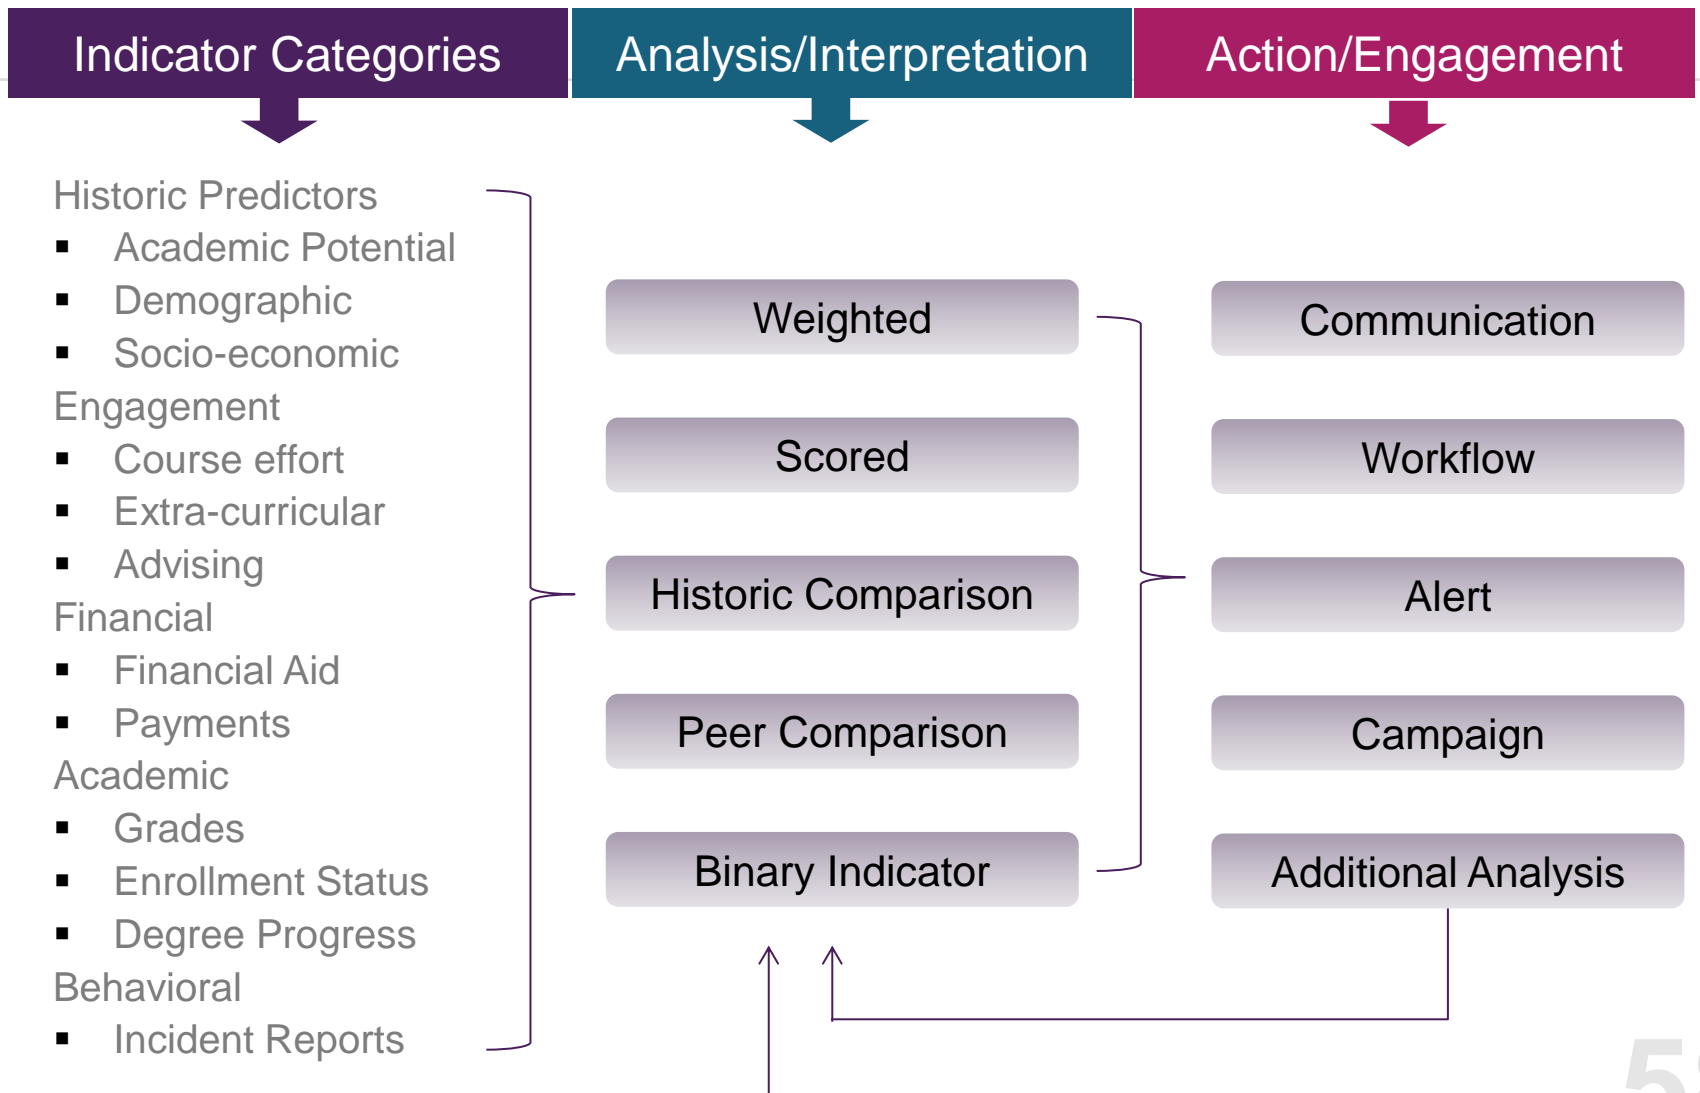 Indicator Categories
Analysis/Interpretation
Action/Engagement
Historic Predictors
▪ Academic Potential
▪ Demographic
▪ Socio-economic
Engagement
▪ Course effort
▪ Extra-curricular
▪ Advising
Financial
▪ Financial Aid
▪ Payments
Academic
▪ Grades
▪ Enrollment Status
▪ Degree Progress
Behavioral
▪ Incident Reports
Weighted
Scored
Historic Comparison
Peer Comparison
Binary Indicator
Communication
Workflow
Alert
Campaign
Additional Analysis